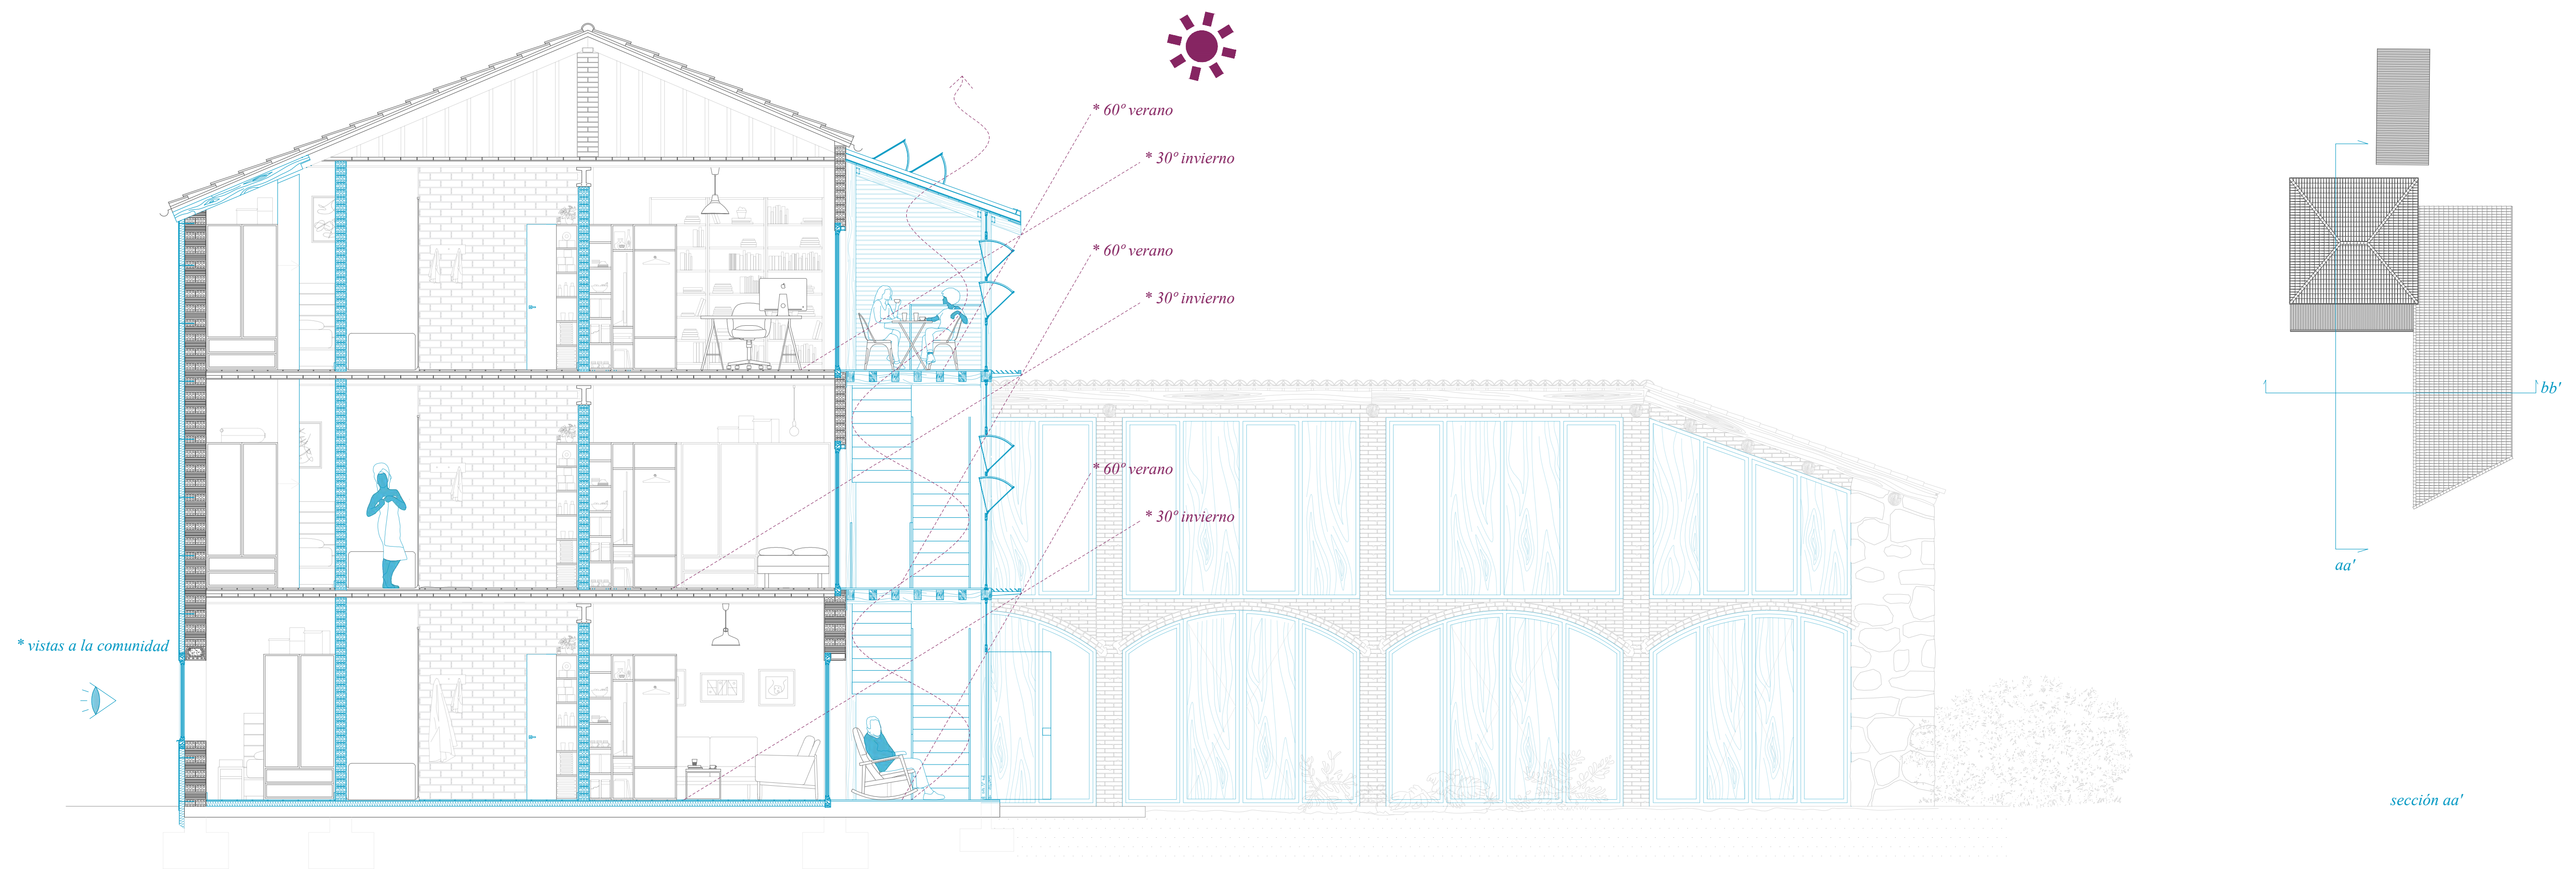 * 60º verano
* 30º invierno
* 60º verano
* 30º invierno
* 60º verano
* 30º invierno
* vistas a la comunidad
bb'
aa'
sección aa'